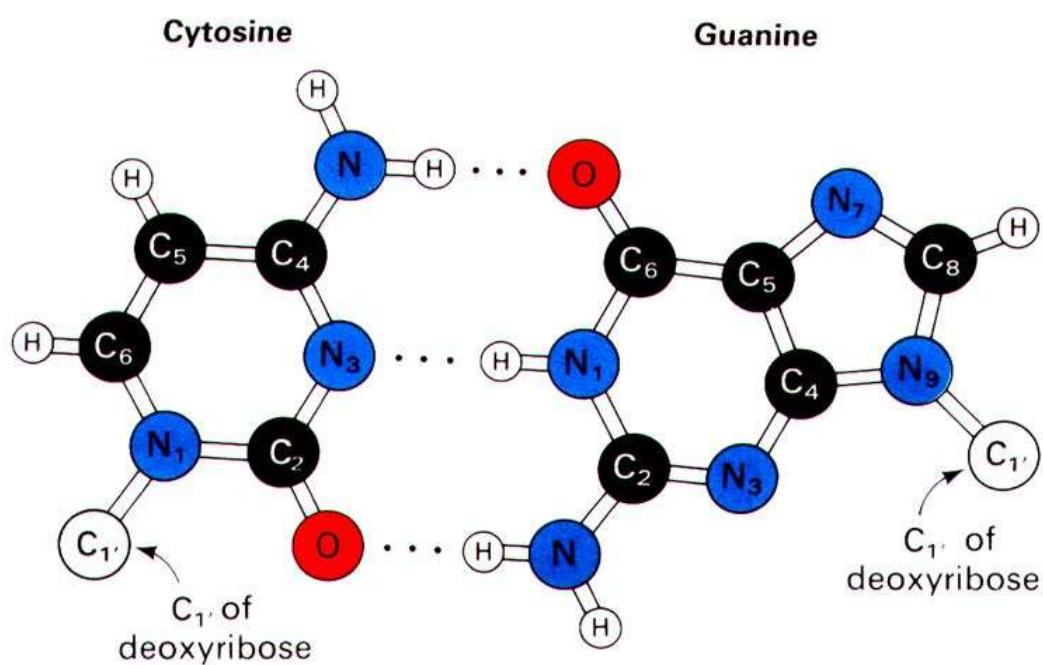 Cytosine
Guanine
H
N
H
···
O
H
N₇
H
C₅
C₄
C₆
C₅
C₈
H
C₆
N₃
···
H
N₁
C₄
N₉
N₁
C₂
C₂
N₃
C₁′
C₁′
O
···
H
N
H
C₁′ of
deoxyribose
C₁′ of
deoxyribose